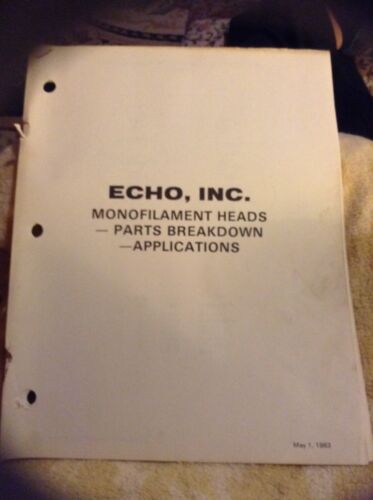 ECHO, INC.
MONOFILAMENT HEADS
— PARTS BREAKDOWN
—APPLICATIONS
May 1, 1983